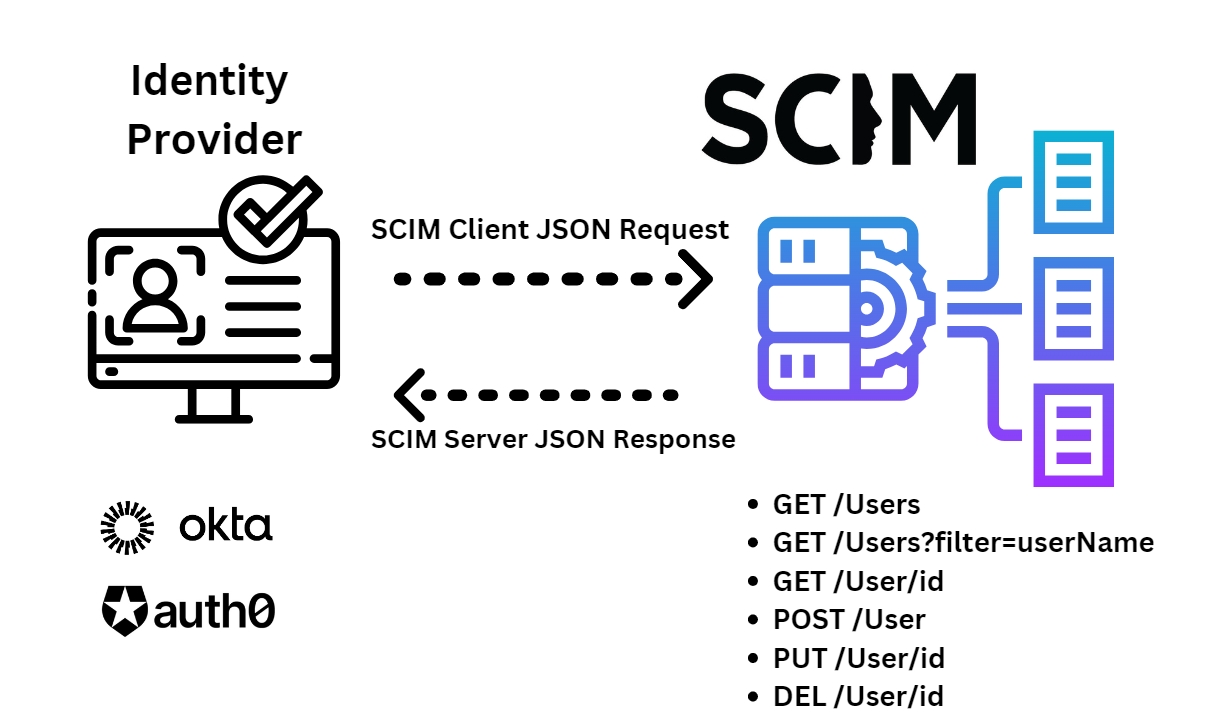 Identity
Provider
SCIM
SCIM Client JSON Request
SCIM Server JSON Response
okta
auth0
GET /Users
GET /Users?filter=userName
GET /User/id
POST /User
PUT /User/id
DEL /User/id